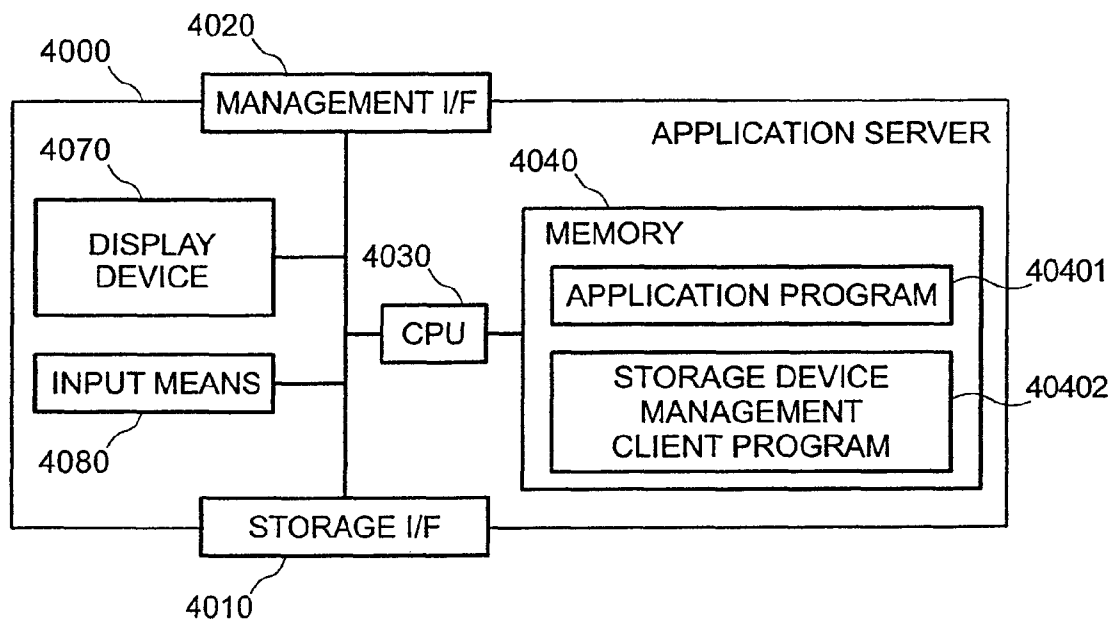 4020
4000
MANAGEMENT I/F
APPLICATION SERVER
4070
4040
DISPLAY
DEVICE
MEMORY
4030
40401
APPLICATION PROGRAM
CPU
INPUT MEANS
STORAGE DEVICE
MANAGEMENT
CLIENT PROGRAM
40402
4080
STORAGE I/F
4010